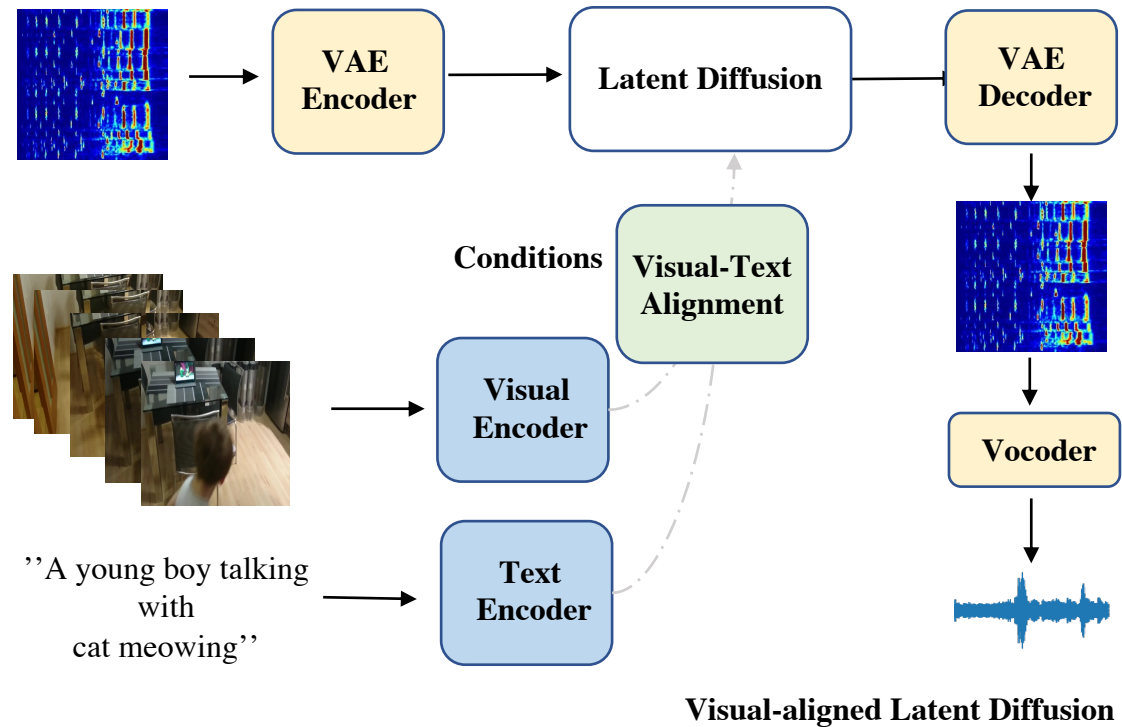 VAE
Encoder
Latent Diffusion
VAE
Decoder
Conditions
Visual-Text
Alignment
Visual
Encoder
Vocoder
’’A young boy talking
with
cat meowing’’
Text
Encoder
Visual-aligned Latent Diffusion